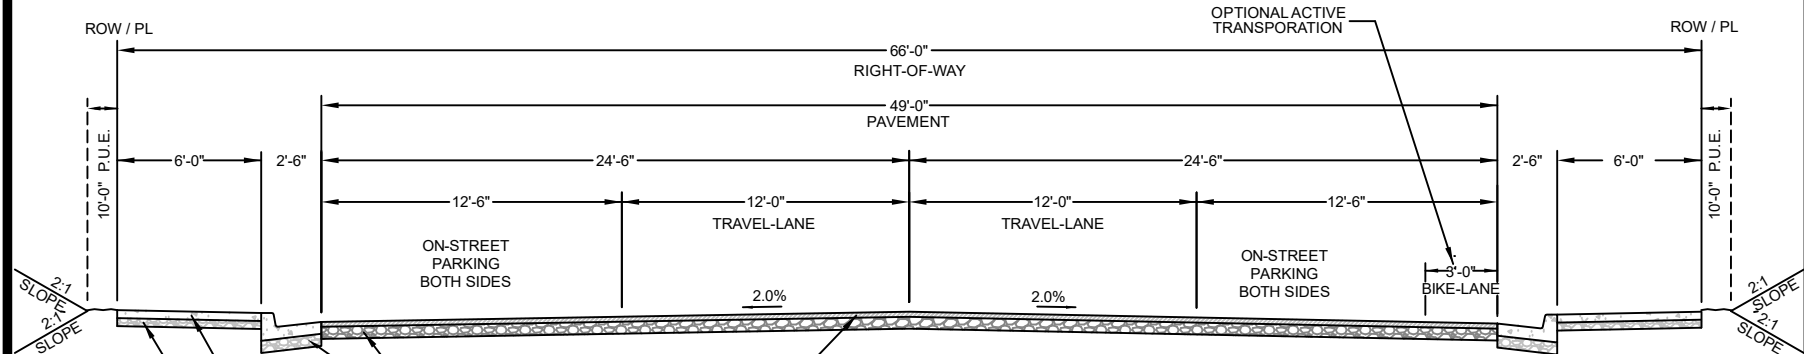 OPTIONAL ACTIVE
TRANSPORATION
ROW / PL
ROW / PL
66'-0"
RIGHT-OF-WAY
49'-0"
PAVEMENT
10'-0" P.U.E.
6'-0"
2'-6"
24'-6"
24'-6"
2'-6"
6'-0"
10'-0" P.U.E.
12'-6"
12'-0"
12'-0"
12'-6"
TRAVEL-LANE
TRAVEL-LANE
ON-STREET
PARKING
BOTH SIDES
ON-STREET
PARKING
BOTH SIDES
3'-0"
BIKE-LANE
2.0%
2.0%
2:1
SLOPE
2:1
SLOPE
2:1
SLOPE
2:1
SLOPE